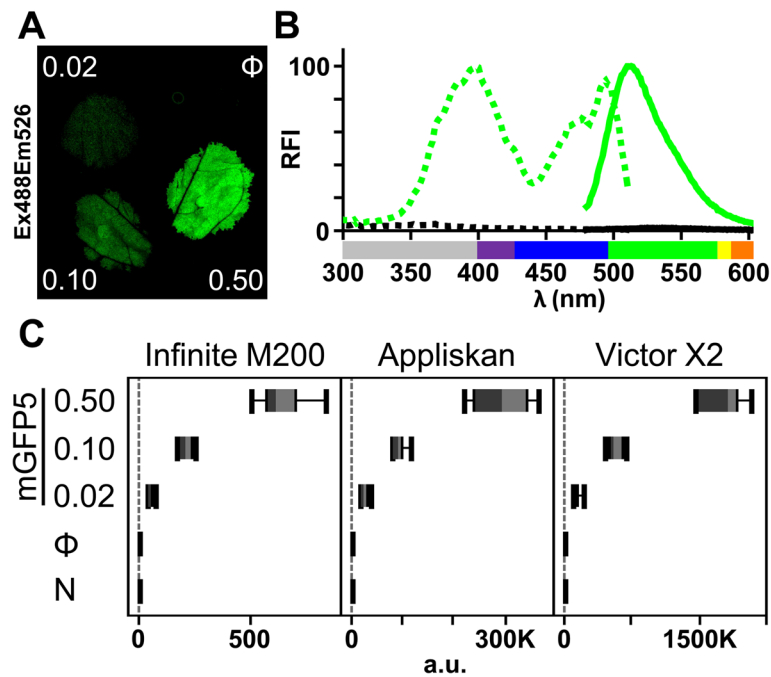 A
0.02 Φ
Ex488Em526
0.10 0.50
B
100
RFI
0
300 350 400 450 500 550 600
λ (nm)
C
Infinite M200 Appliskan Victor X2
mGFP5
0.50
0.10
0.02
Φ
N
0 500 0 300K 0 1500K
a.u.